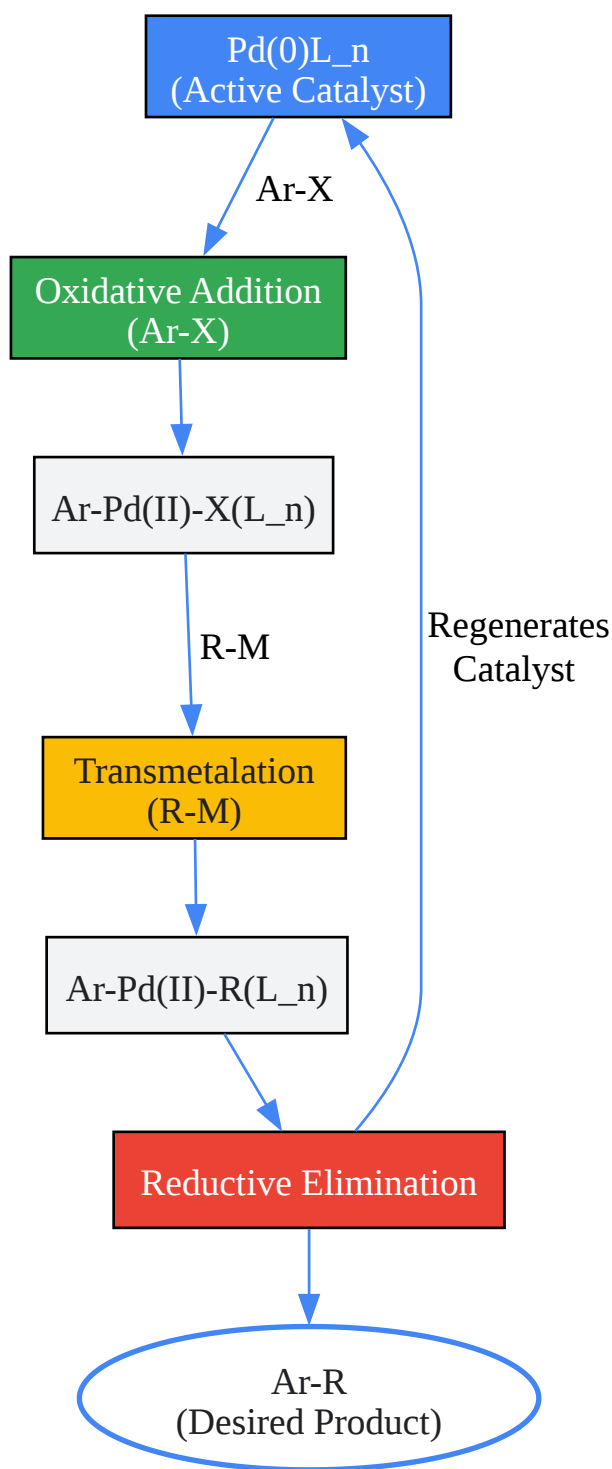 Pd(0)L_n
(Active Catalyst)
Ar-X
Oxidative Addition
(Ar-X)
Ar-Pd(II)-X(L_n)
R-M
Regenerates
Catalyst
Transmetalation
(R-M)
Ar-Pd(II)-R(L_n)
Reductive Elimination
Ar-R
(Desired Product)